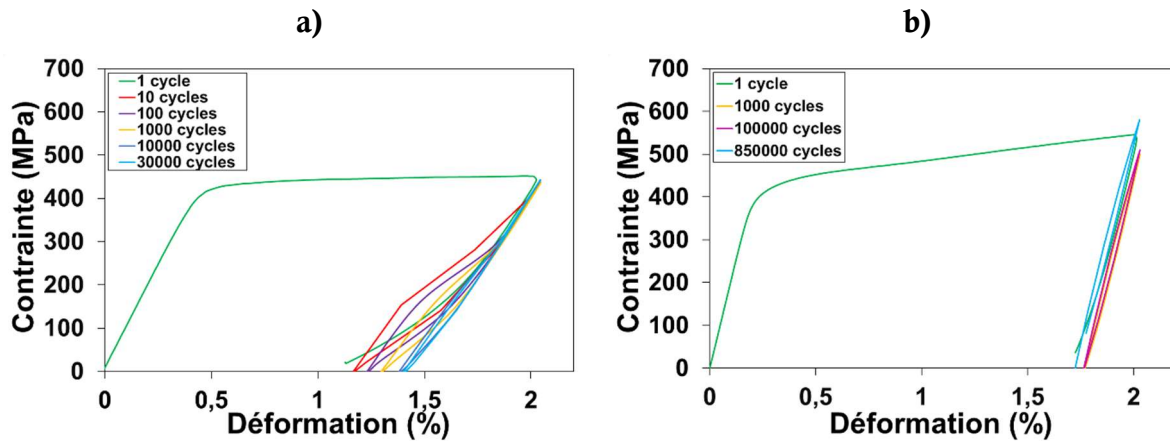 a)
700
600
500
400
300
200
100
0
Contrainte (MPa)
1 cycle
10 cycles
100 cycles
1000 cycles
10000 cycles
30000 cycles
0
0,5
1
1,5
2
Déformation (%)
b)
700
600
500
400
300
200
100
0
Contrainte (MPa)
1 cycle
1000 cycles
100000 cycles
850000 cycles
0
0,5
1
1,5
2
Déformation (%)